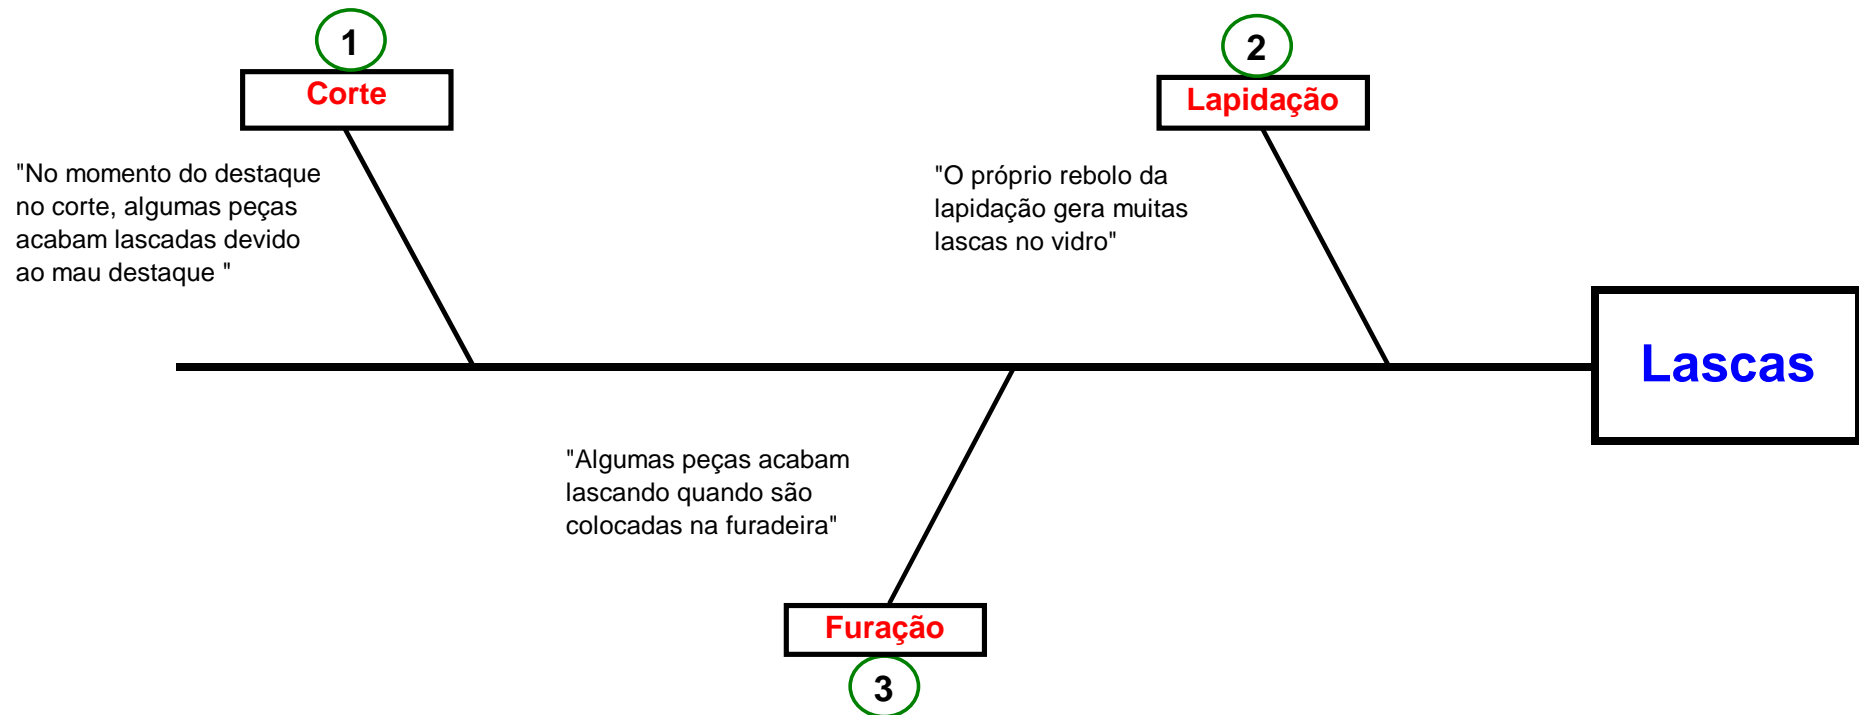 1
Corte
"No momento do destaque
no corte, algumas peças
acabam lascadas devido
ao mau destaque "
2
Lapidação
"O próprio rebolo da
lapidação gera muitas
lascas no vidro"
Lascas
"Algumas peças acabam
lascando quando são
colocadas na furadeira"
Furação
3